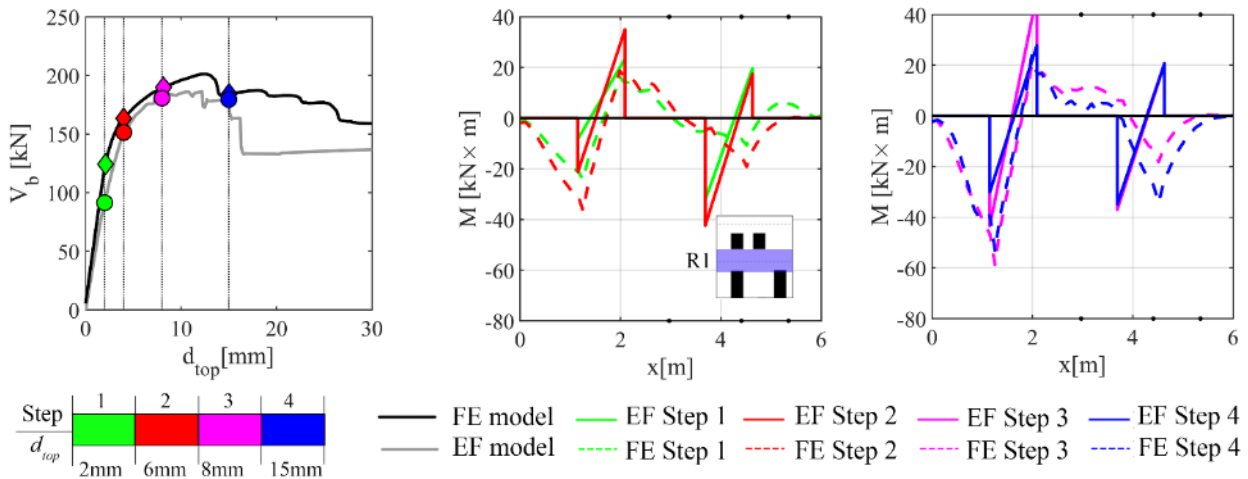 250
200
150
100
50
0
V_b [kN]
0 10 20 30
d_top[mm]
40
20
0
-20
-40
-60
-80
M [kN× m]
R1
0 2 4 6
x[m]
40
20
0
-20
-40
-60
-80
M [kN× m]
0 2 4 6
x[m]
Step 1 2 3 4
d_top 2mm 6mm 8mm 15mm
FE model EF Step 1 EF Step 2 EF Step 3 EF Step 4
EF model FE Step 1 FE Step 2 FE Step 3 FE Step 4